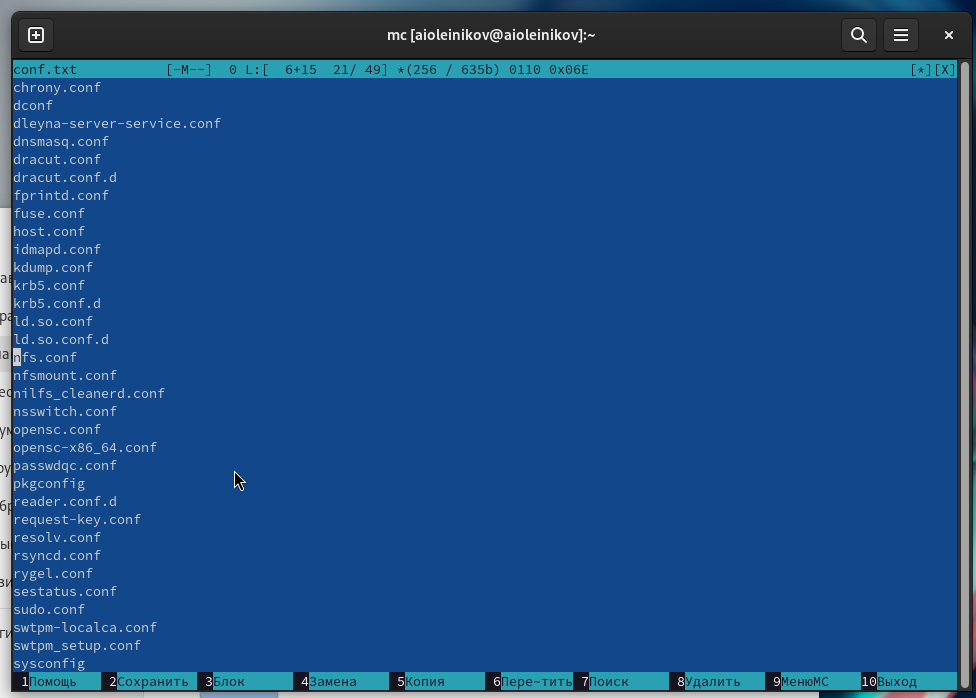 mc [aioleinikov@aioleinikov]:~
conf.txt [-M--] 0 L:[ 6+15 21/ 49] *(256 / 635b) 0110 0x06E [*][X]
chrony.conf
dconf
dleyna-server-service.conf
dnsmasq.conf
dracut.conf
dracut.conf.d
fprintd.conf
fuse.conf
host.conf
idmapd.conf
kdump.conf
krb5.conf
krb5.conf.d
ld.so.conf
ld.so.conf.d
nfs.conf
nfsmount.conf
nilfs_cleanerd.conf
nsswitch.conf
opensc.conf
opensc-x86_64.conf
passwdqc.conf
pkgconfig
reader.conf.d
request-key.conf
resolv.conf
rsyncd.conf
rygel.conf
sestatus.conf
sudo.conf
swtpm-localca.conf
swtpm_setup.conf
sysconfig
1Помощь 2Сохранить 3Блок 4Замена 5Копия 6Пере~тить 7Поиск 8Удалить 9МенюMC 10Выход